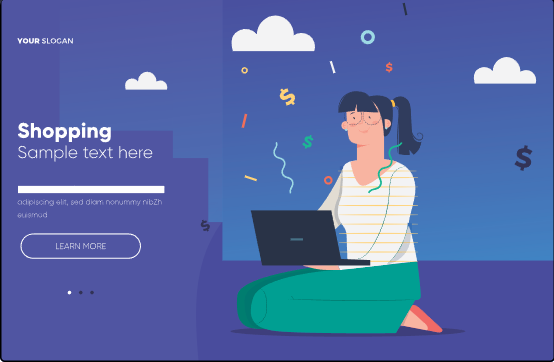 YOUR SLOGAN
Shopping
Sample text here
adipiscing elit, sed diam nonummy nibZh
euismod
LEARN MORE